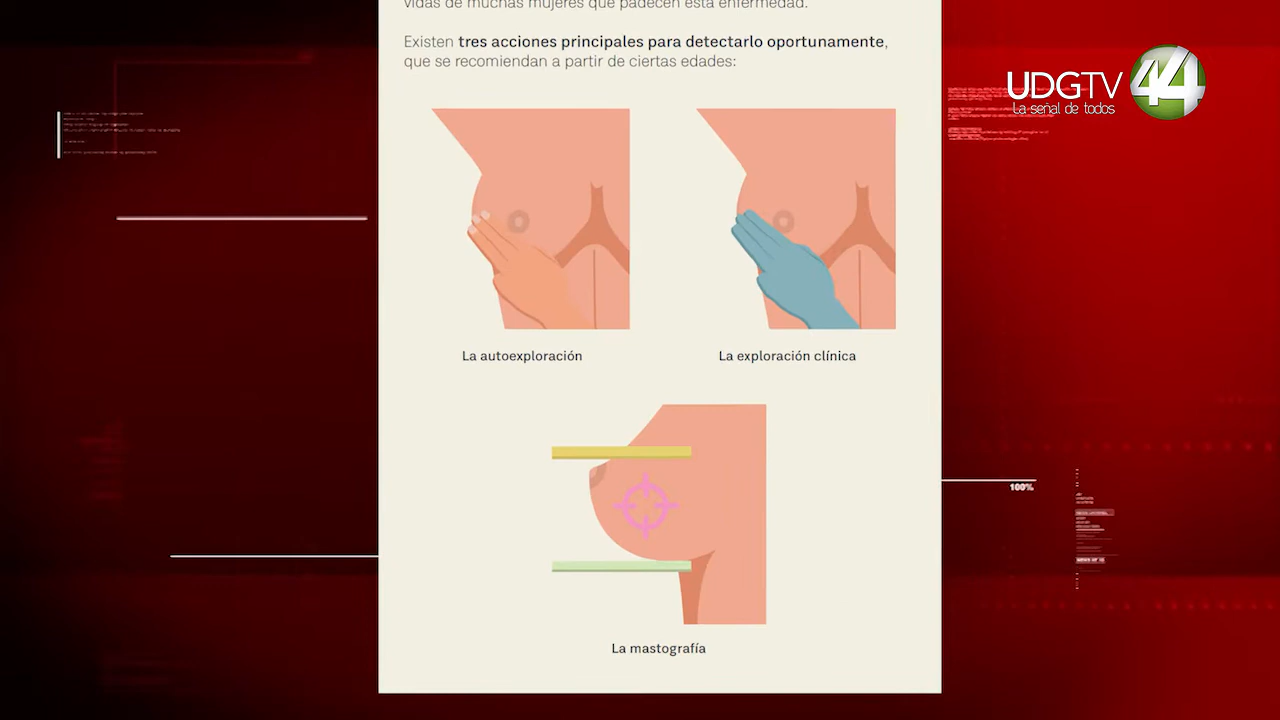 vidas de muchas mujeres que padecen esta enfermedad.
Existen tres acciones principales para detectarlo oportunamente,
que se recomiendan a partir de ciertas edades:
UDGTV 44
La señal de todos
La autoexploración
La exploración clínica
100%
La mastografía